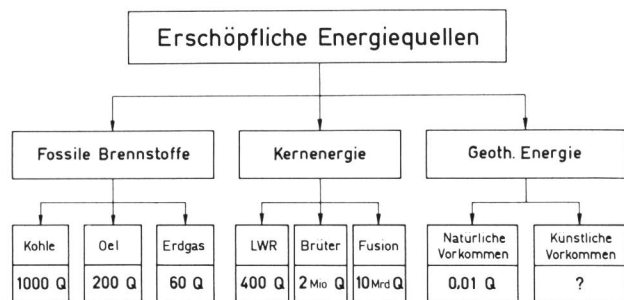 Erschöpfliche Energiequellen
Fossile Brennstoffe
Kernenergie
Geoth. Energie
Kohle
Oel
Erdgas
LWR
Brüter
Fusion
Natürliche
Vorkommen
Künstliche
Vorkommen
1000 Q
200 Q
60 Q
400 Q
2 Mio Q
10 Mrd Q
0,01 Q
?